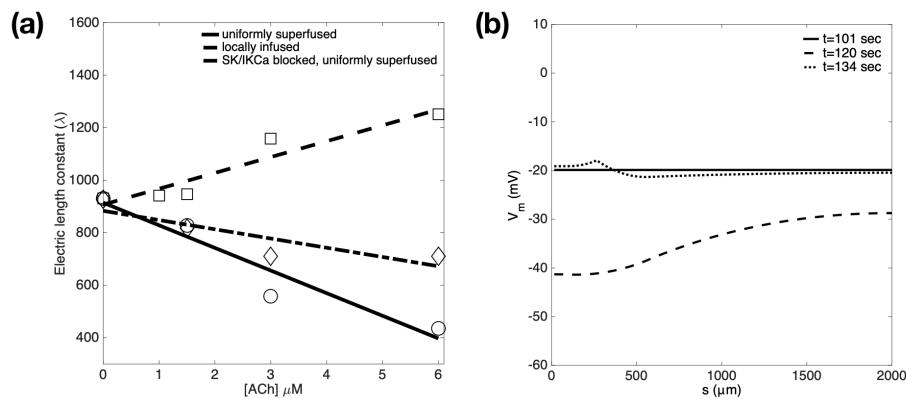 (a)
uniformly superfused
locally infused
SK/IKCa blocked, uniformly superfused
Electric length constant (λ)
1600
1400
1200
1000
800
600
400
0 1 2 3 4 5 6
[ACh] μM
(b)
t=101 sec
t=120 sec
t=134 sec
V_m (mV)
20
10
0
-10
-20
-30
-40
-50
-60
0 500 1000 1500 2000
s (μm)